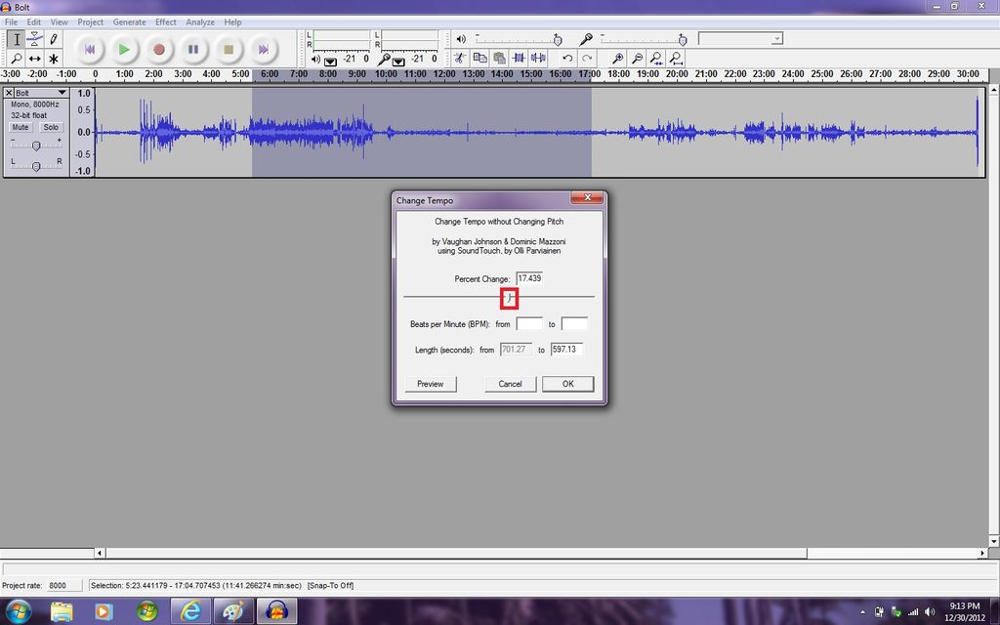 Bolt
File Edit View Project Generate Effect Analyze Help
L
R
L
R
-21 0
-21 0
-3:00 -2:00 -1:00 0 1:00 2:00 3:00 4:00 5:00 6:00 7:00 8:00 9:00 10:00 11:00 12:00 13:00 14:00 15:00 16:00 17:00 18:00 19:00 20:00 21:00 22:00 23:00 24:00 25:00 26:00 27:00 28:00 29:00 30:00
Bolt
Mono, 8000Hz
32-bit float
Mute Solo
- +
L R
1.0
0.5
0.0
-0.5
-1.0
Change Tempo
Change Tempo without Changing Pitch
by Vaughan Johnson & Dominic Mazzoni
using SoundTouch, by Olli Parviainen
Percent Change: 17.439
Beats per Minute (BPM): from to
Length (seconds): from 701.27 to 597.13
Preview Cancel OK
Project rate: 8000 Selection: 5:23.441179 - 17:04.707453 (11:41.266274 min:sec) [Snap-To Off]
9:13 PM
12/30/2012